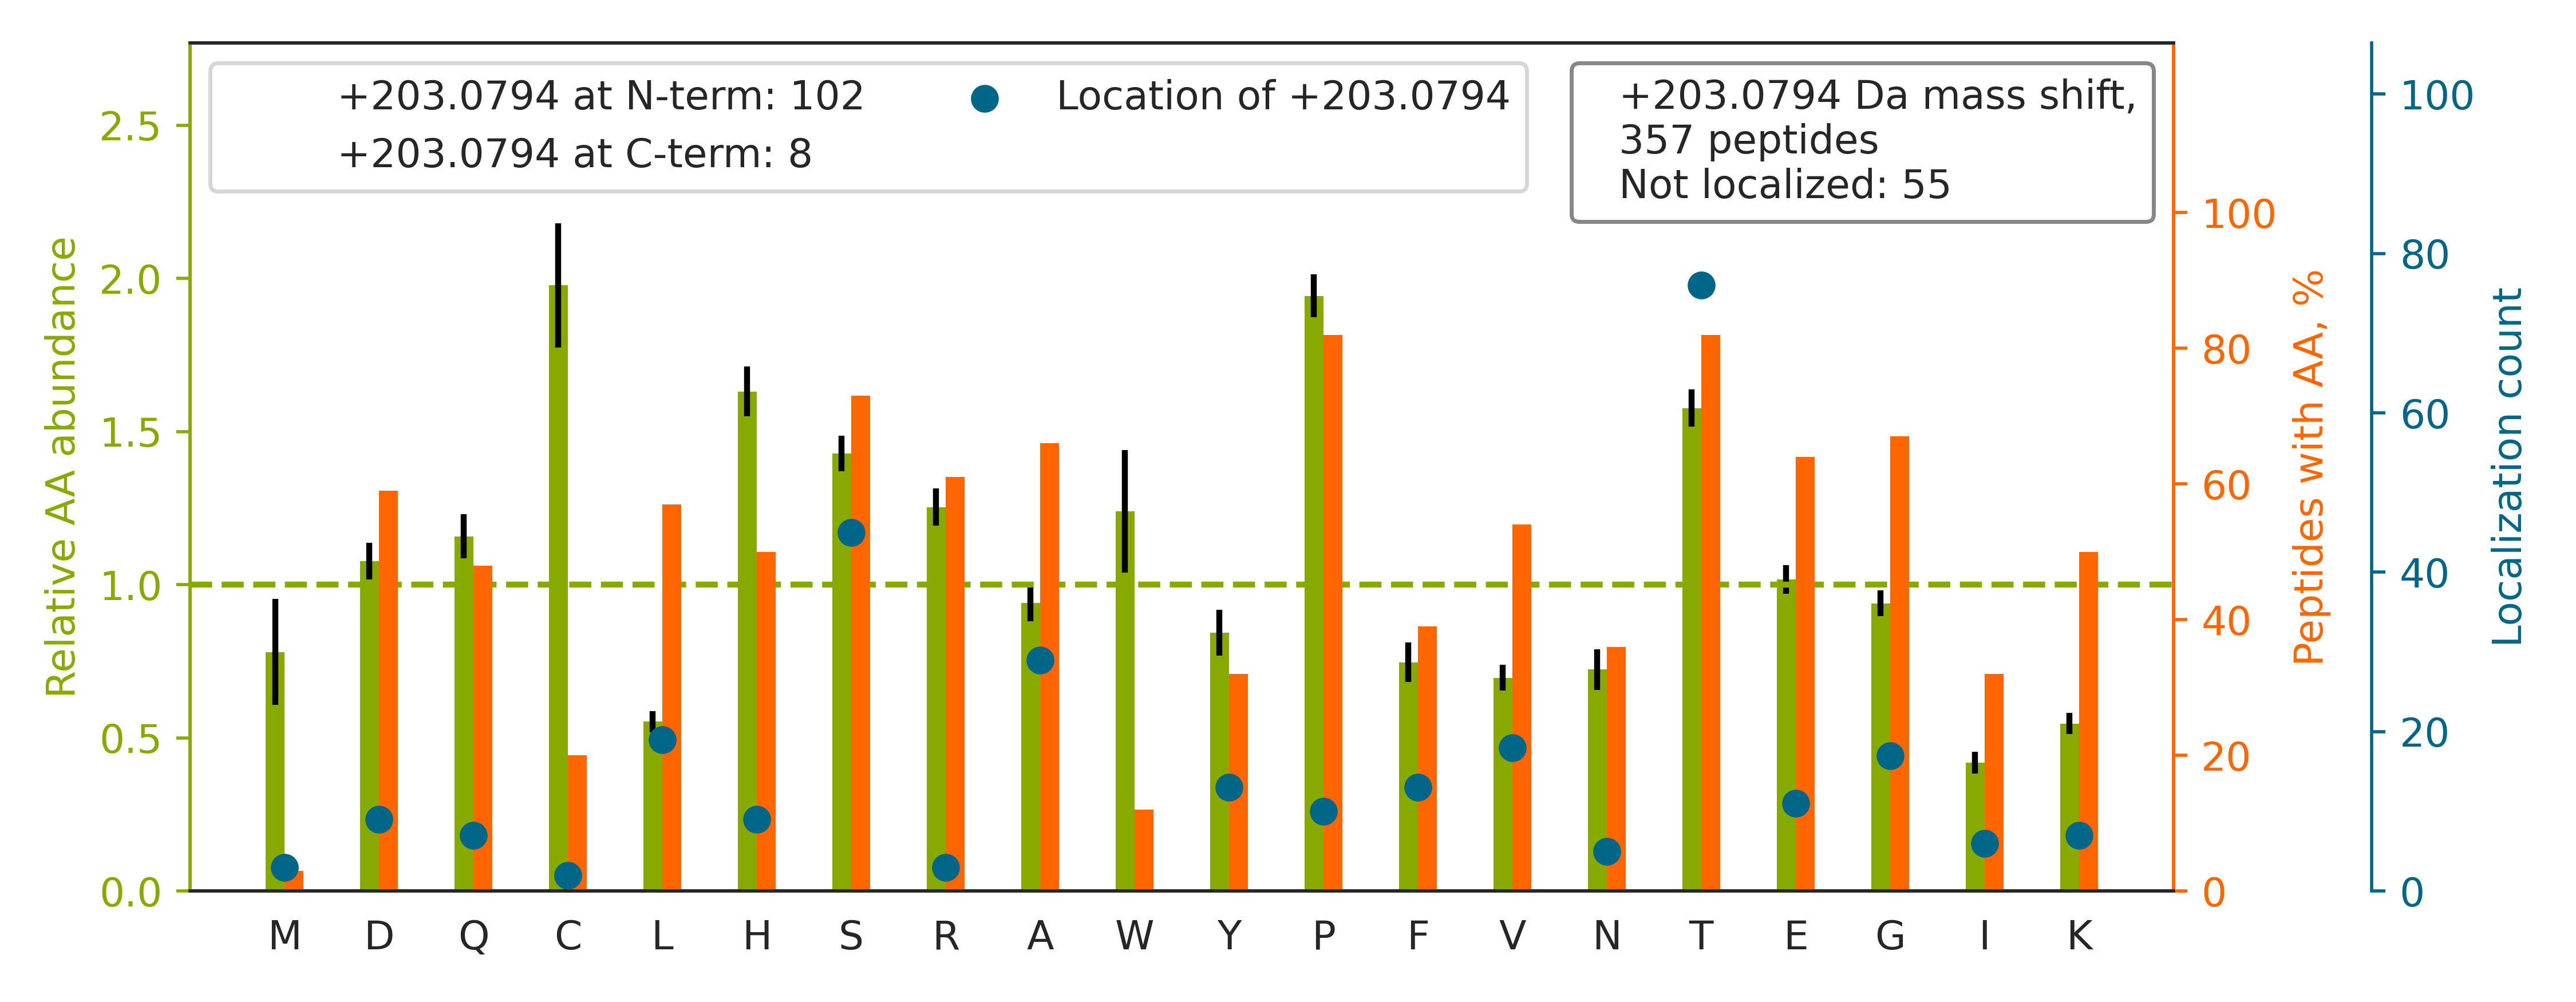 +203.0794 at N-term: 102
+203.0794 at C-term: 8
Location of +203.0794
+203.0794 Da mass shift,
357 peptides
Not localized: 55
Relative AA abundance
2.5
2.0
1.5
1.0
0.5
0.0
M D Q C L H S R A W Y P F V N T E G I K
100
80
60
40
20
0
Peptides with AA, %
100
80
60
40
20
0
Localization count